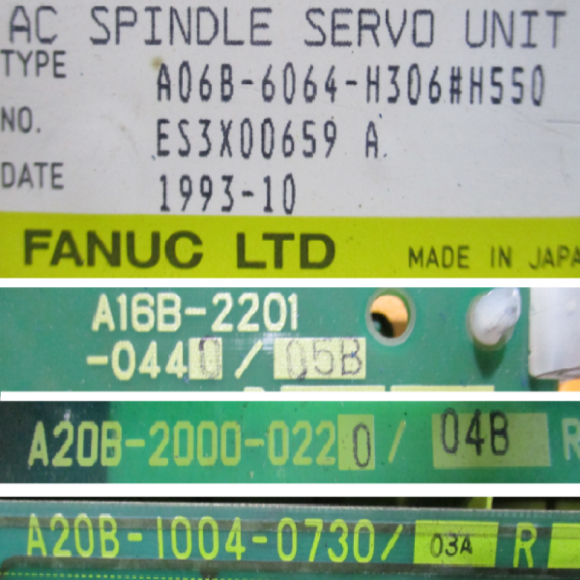 AC SPINDLE SERVO UNIT
TYPE A06B-6064-H306#H550
NO. ES3X00659 A
DATE 1993-10
FANUC LTD MADE IN JAPA
A16B-2201
-0440 / 05B
A20B-2000-0220 / 04B R
A20B-1004-0730/ 03A R